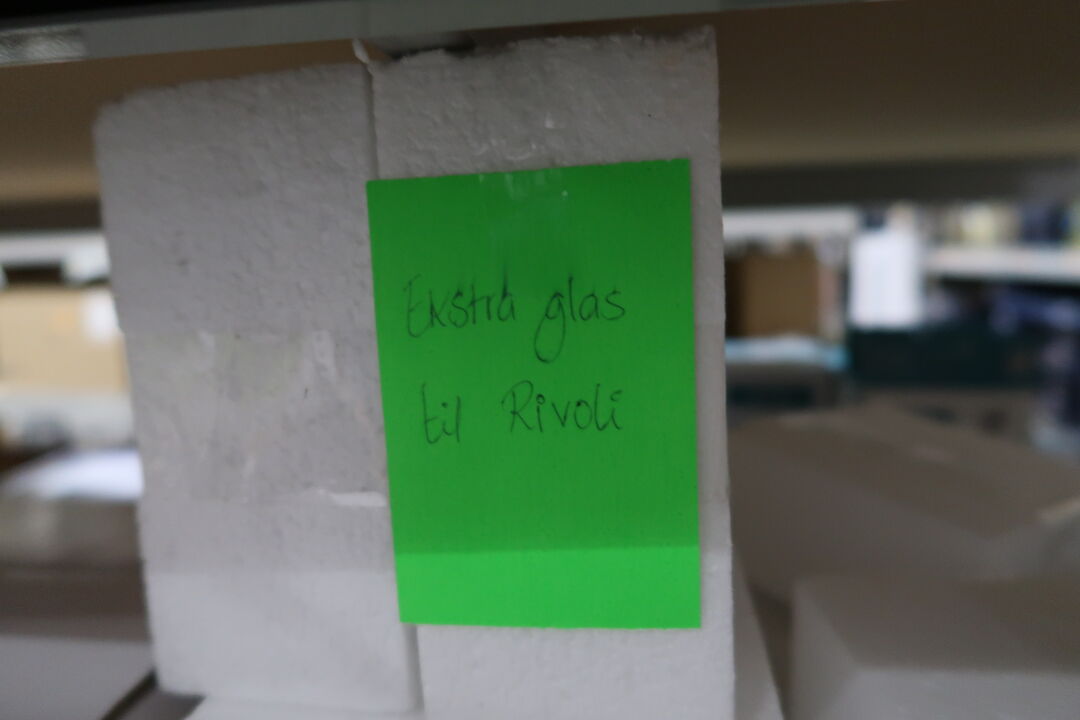 Ekstra glas
til Rivoli